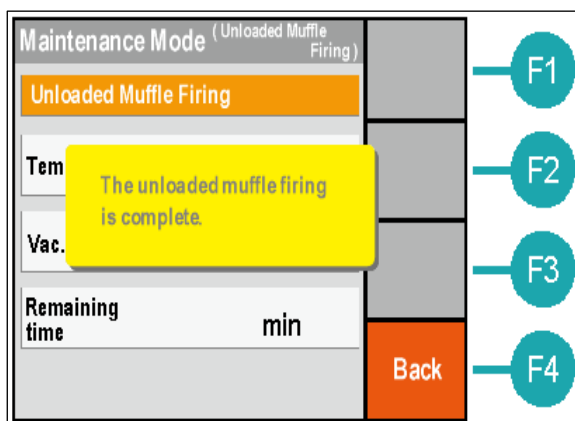 Maintenance Mode (Unloaded Muffle
Firing)
F1
Unloaded Muffle Firing
Tem
F2
The unloaded muffle firing
is complete.
Vac.
F3
Remaining
time
min
Back
F4